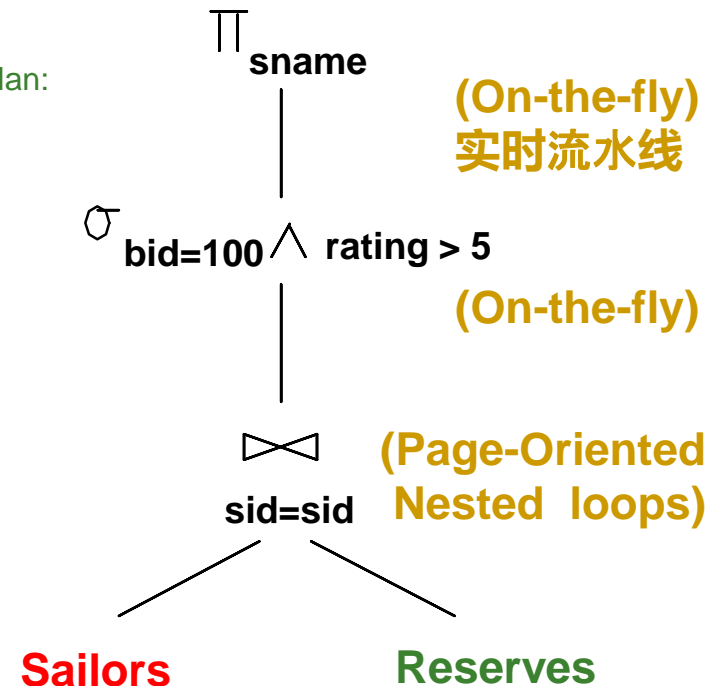 ∏ sname
lan:
(On-the-fly)
实时流水线
σ bid=100 ∧ rating > 5
(On-the-fly)
⋈
(Page-Oriented
sid=sid
Nested loops)
Sailors
Reserves